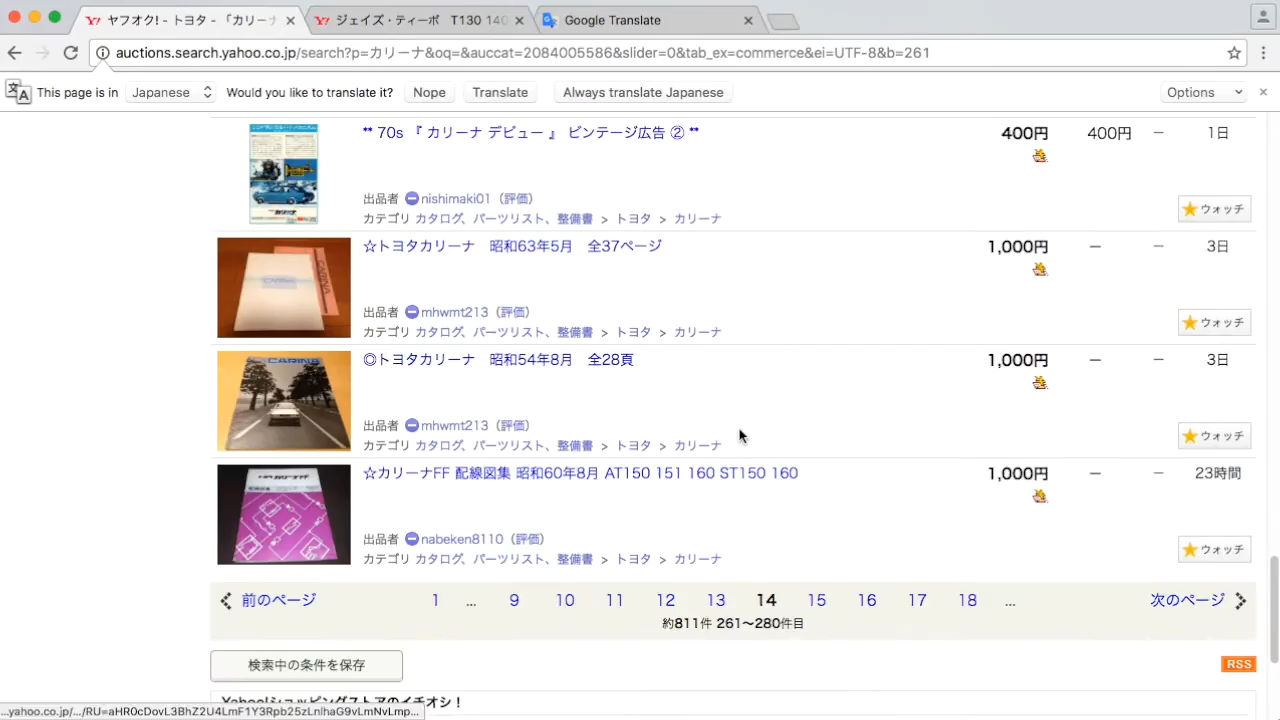 ヤフオク! - トヨタ - 「カリーナ
ジェイズ・ティーポ T130 140
Google Translate
auctions.search.yahoo.co.jp/search?p=カリーナ&oq=&auccat=2084005586&slider=0&tab_ex=commerce&ei=UTF-8&b=261
This page is in Japanese Would you like to translate it? Nope Translate Always translate Japanese Options
** 70s 『 カリーナ デビュー 』 ビンテージ広告 ② ** 400円 400円 － 1日
出品者 nishimaki01（評価）
カテゴリ カタログ、パーツリスト、整備書 > トヨタ > カリーナ
ウォッチ
☆トヨタカリーナ 昭和63年5月 全37ページ 1,000円 － － 3日
CARINA
出品者 mhwmt213（評価）
カテゴリ カタログ、パーツリスト、整備書 > トヨタ > カリーナ
ウォッチ
◎トヨタカリーナ 昭和54年8月 全28頁 1,000円 － － 3日
CARINA
出品者 mhwmt213（評価）
カテゴリ カタログ、パーツリスト、整備書 > トヨタ > カリーナ
ウォッチ
☆カリーナFF 配線図集 昭和60年8月 AT150 151 160 ST150 160 1,000円 － － 23時間
出品者 nabeken8110（評価）
カテゴリ カタログ、パーツリスト、整備書 > トヨタ > カリーナ
ウォッチ
前のページ 1 ... 9 10 11 12 13 14 15 16 17 18 ... 次のページ
約811件 261〜280件目
検索中の条件を保存
RSS
Yahoo!ショッピングストアのイチオシ！
...yahoo.co.jp/.../RU=aHR0cDovL3BhZ2U4LmF1Y3Rpb25zLnlhaG9vLmNvLmp...